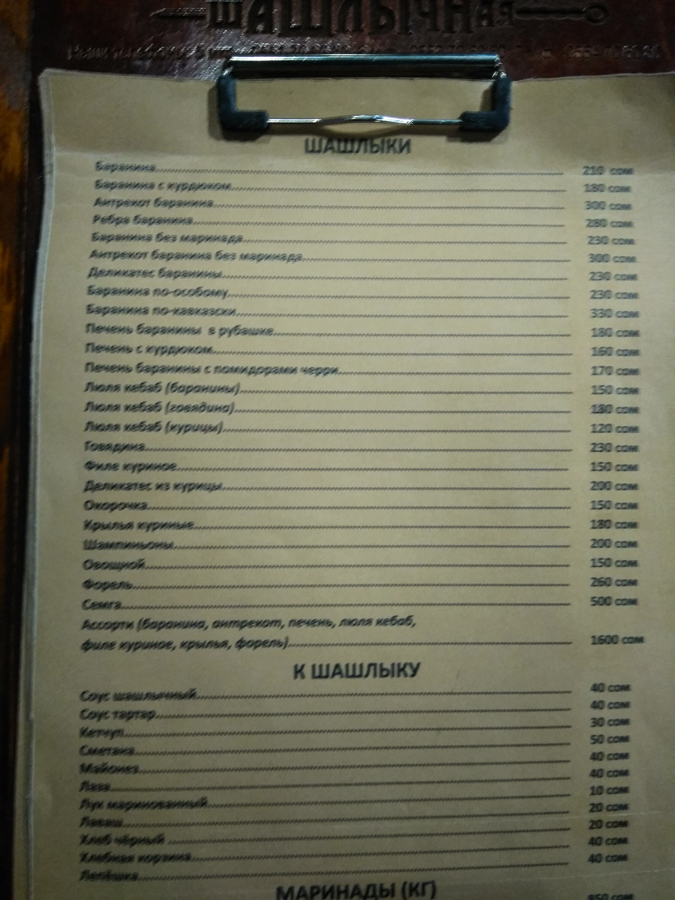 ШАШЛЫЧНАЯ
ШАШЛЫКИ
Баранина 210 сом
Баранина с курдюком 180 сом
Антрекот баранина 300 сом
Ребра баранина 280 сом
Баранина без маринада 230 сом
Антрекот баранина без маринада 300 сом
Деликатес баранины 230 сом
Баранина по-особому 230 сом
Баранина по-кавказски 330 сом
Печень баранины в рубашке 180 сом
Печень с курдюком 160 сом
Печень баранины с помидорами черри 170 сом
Люля кебаб (баранины) 150 сом
Люля кебаб (говядина) 180 сом
Люля кебаб (курицы) 120 сом
Говядина 230 сом
Филе куриное 150 сом
Деликатес из курицы 200 сом
Окорочка 150 сом
Крылья куриные 180 сом
Шампиньоны 200 сом
Овощной 150 сом
Форель 260 сом
Семга 500 сом
Ассорти (баранина, антрекот, печень, люля кебаб,
филе куриное, крылья, форель) 1600 сом
К ШАШЛЫКУ
Соус шашлычный 40 сом
Соус тартар 40 сом
Кетчуп 30 сом
Сметана 50 сом
Майонез 40 сом
Лаза 40 сом
Лук маринованный 10 сом
Лаваш 20 сом
Хлеб чёрный 20 сом
Хлебная корзина 40 сом
Лепёшка 40 сом
МАРИНАДЫ (КГ)